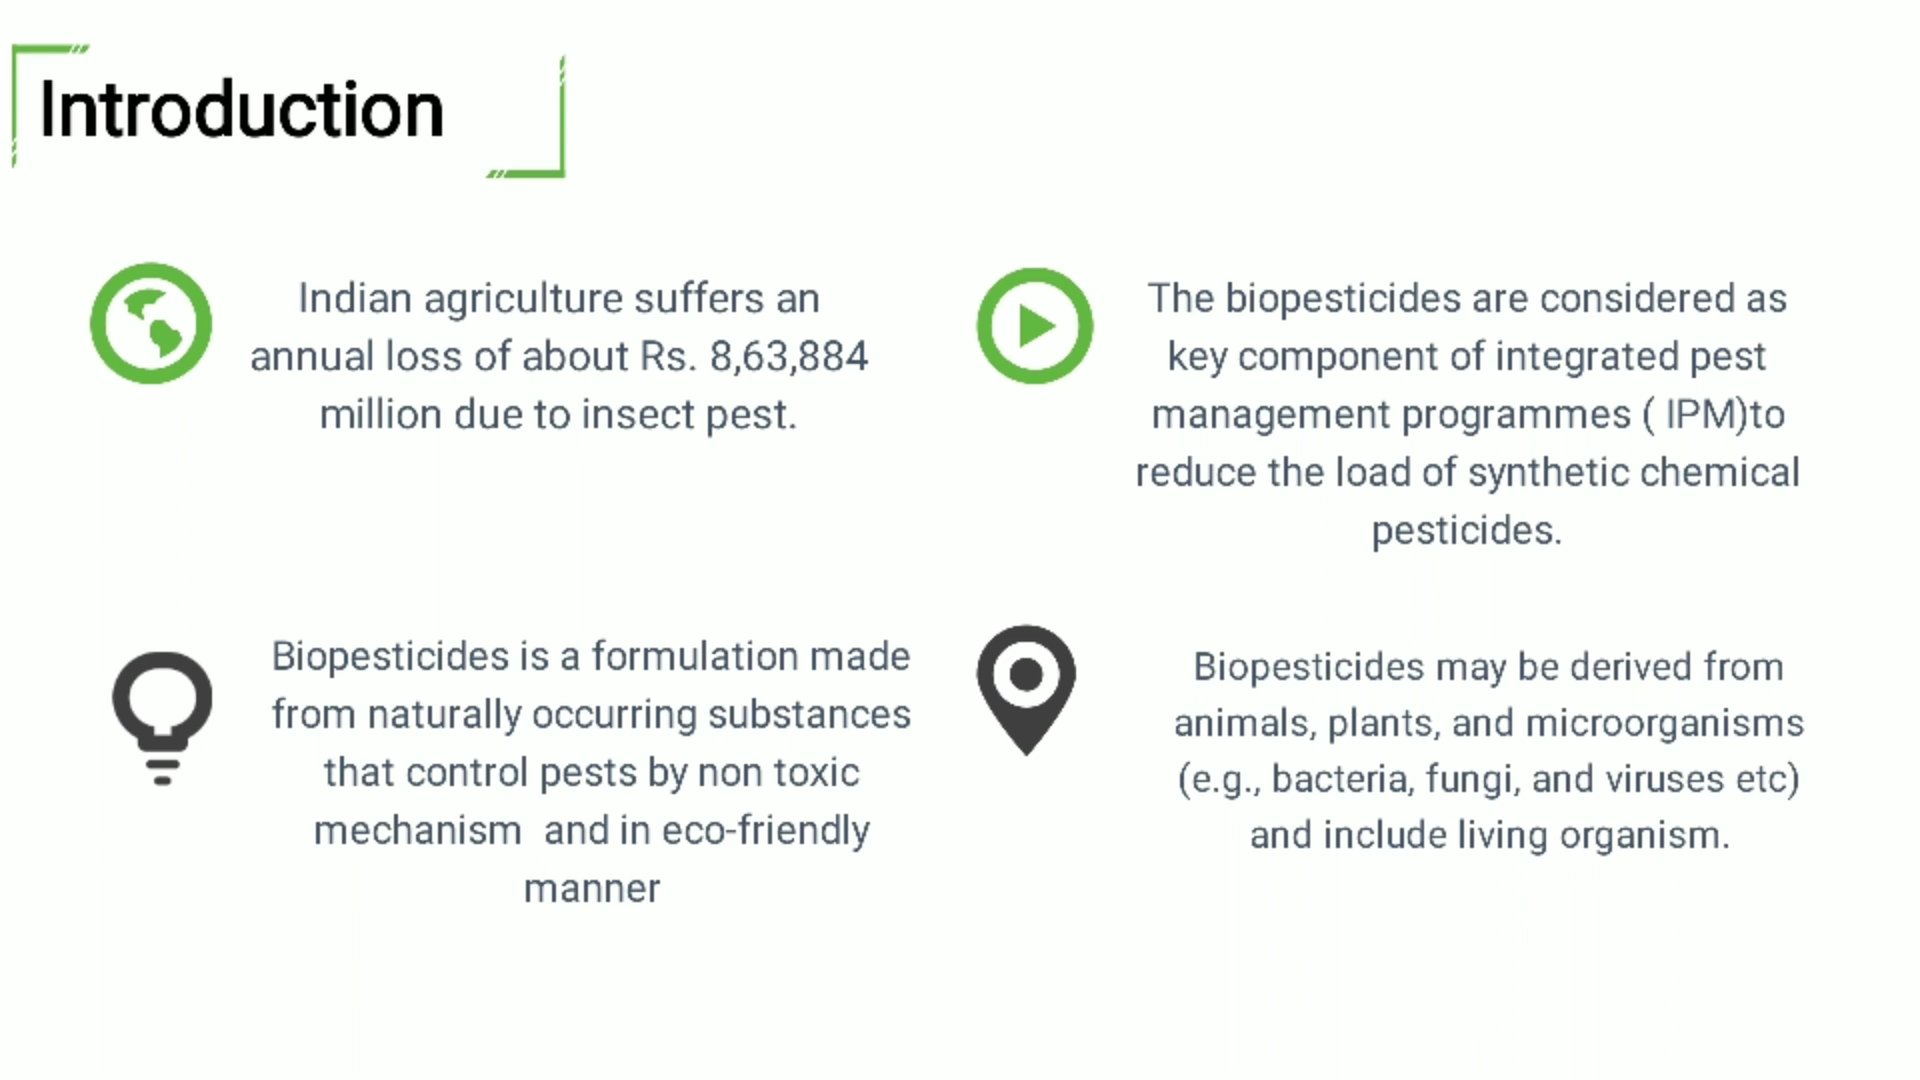 Introduction
Indian agriculture suffers an
annual loss of about Rs. 8,63,884
million due to insect pest.
The biopesticides are considered as
key component of integrated pest
management programmes ( IPM)to
reduce the load of synthetic chemical
pesticides.
Biopesticides is a formulation made
from naturally occurring substances
that control pests by non toxic
mechanism  and in eco-friendly
manner
Biopesticides may be derived from
animals, plants, and microorganisms
(e.g., bacteria, fungi, and viruses etc)
and include living organism.